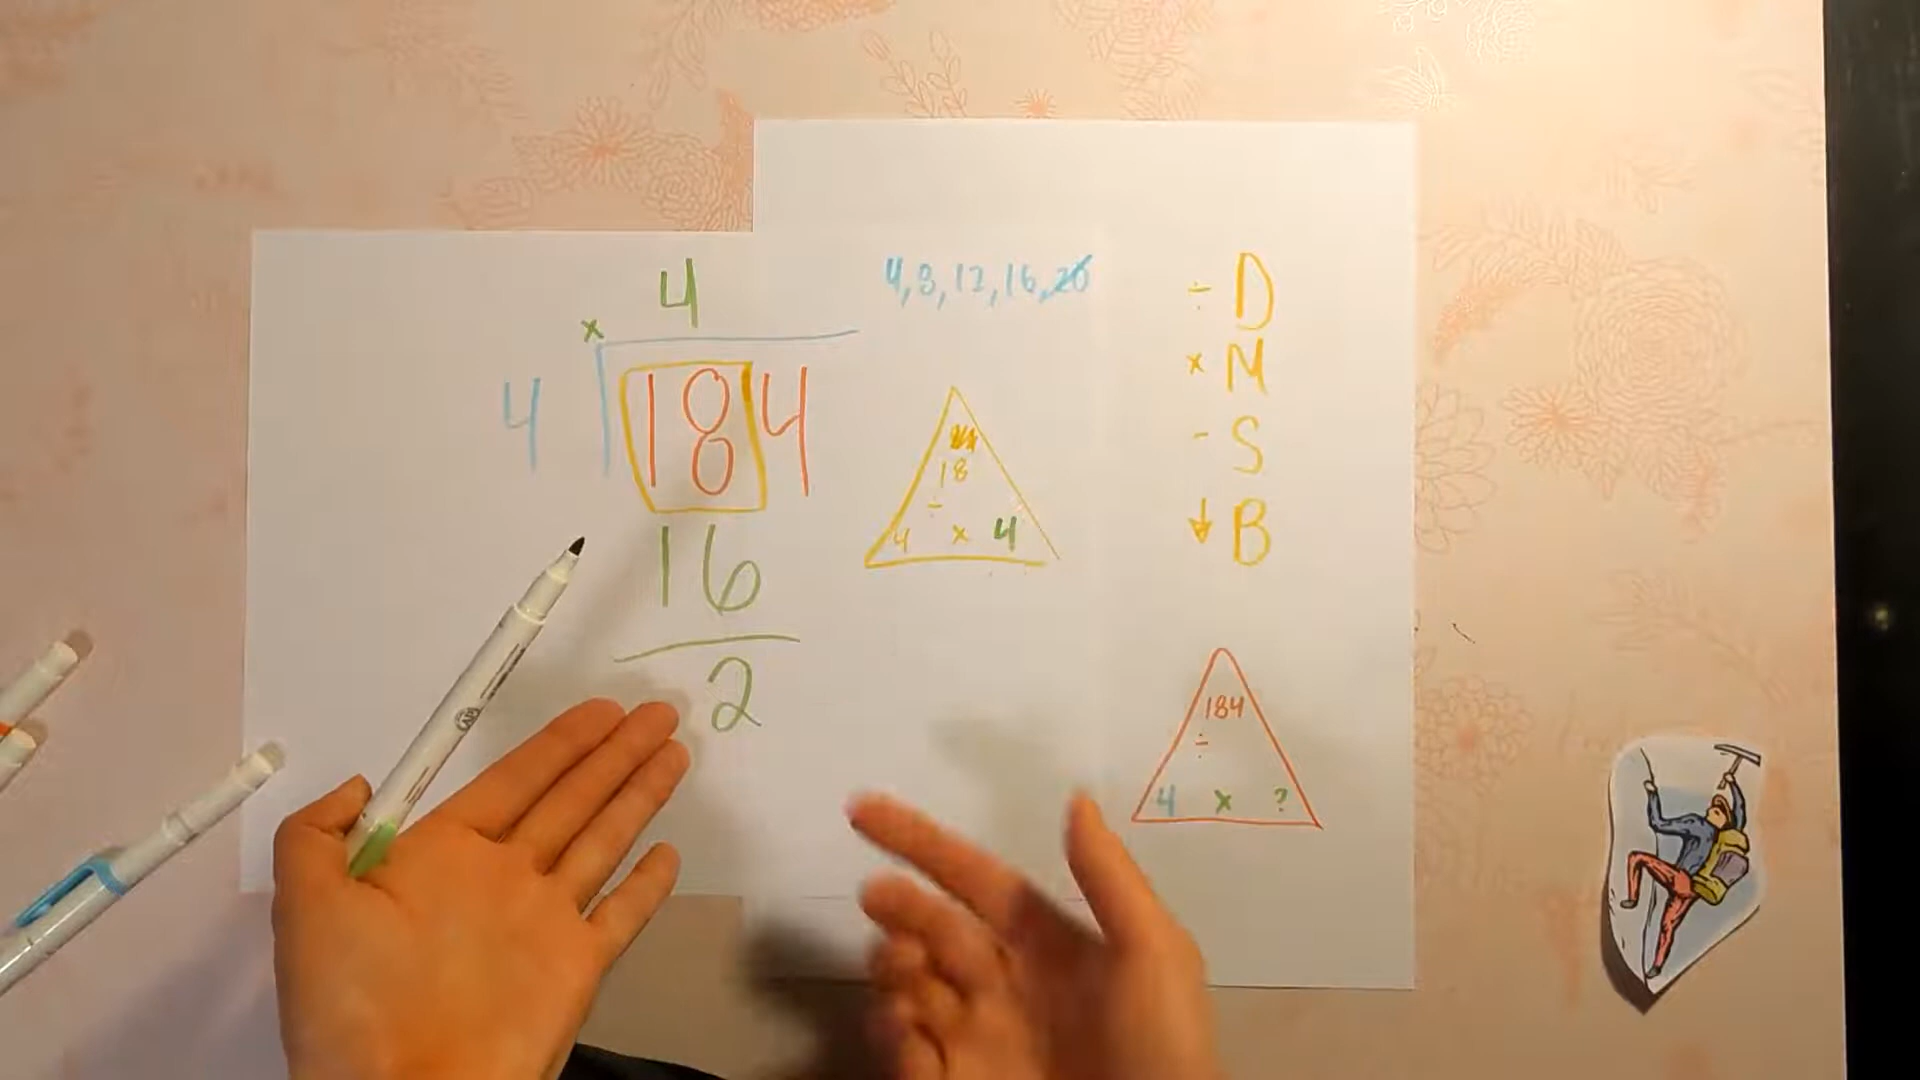 4
×
4 184
16
2
4, 8, 12, 16, 20
18
÷
4 × 4
÷ D
× M
- S
↓ B
184
÷
4 × ?